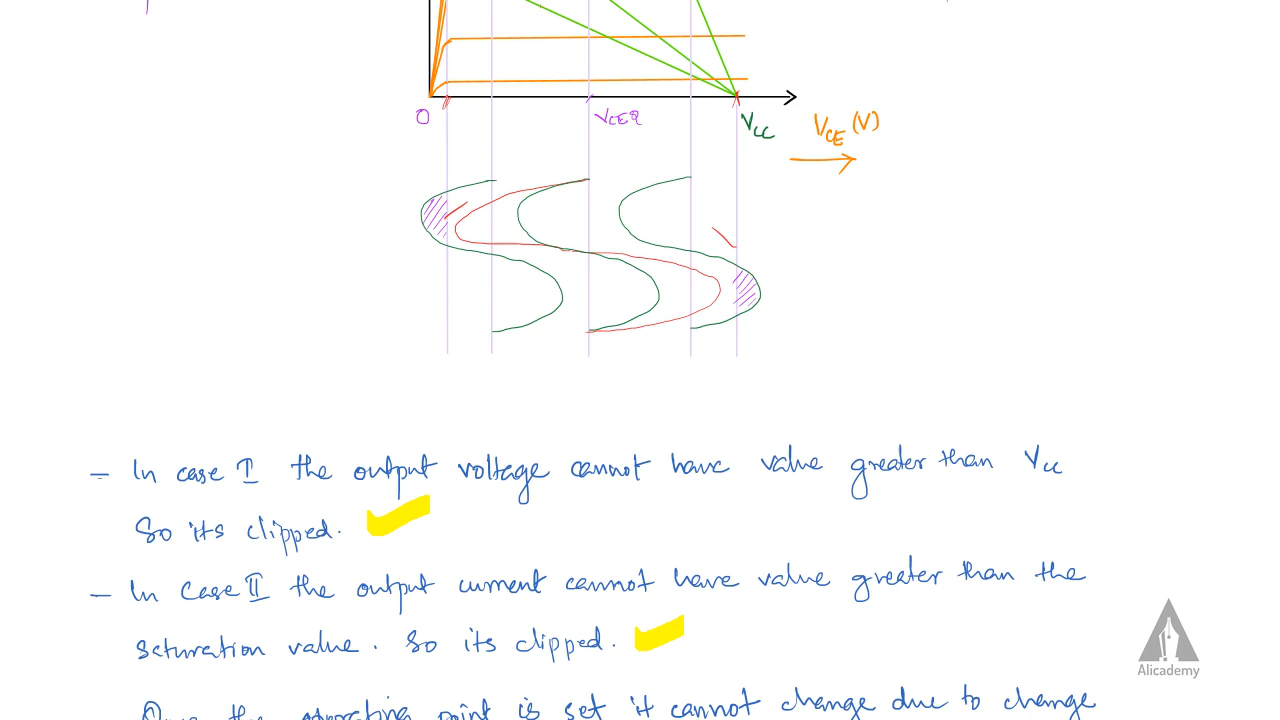 0
VCEQ
VCC
VCE (V)
– In case I the output voltage cannot have value greater than VCC
So its clipped.
– In Case II the output current cannot have value greater than the
saturation value. So its clipped.
Once the operating point is set it cannot change due to change
Alicademy